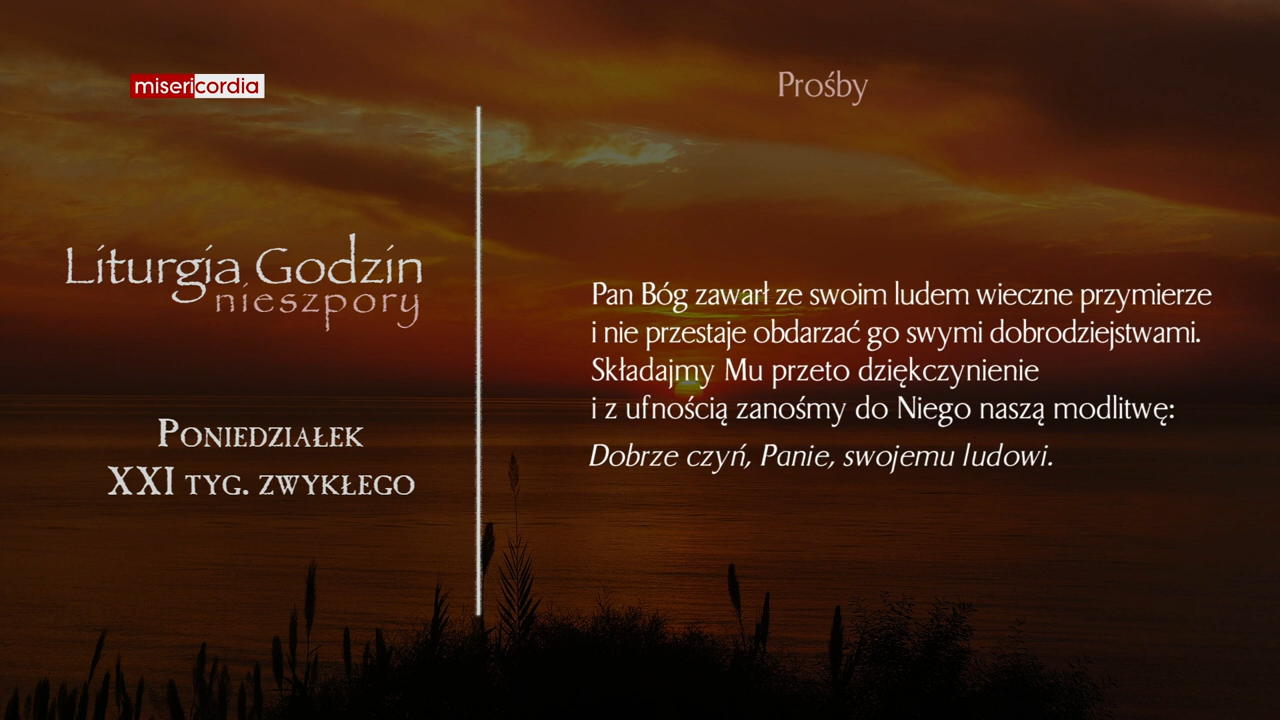 misericordia
Liturgia Godzin
nieszpory
Poniedziałek
XXI tyg. zwykłego
Prośby
Pan Bóg zawarł ze swoim ludem wieczne przymierze
i nie przestaje obdarzać go swymi dobrodziejstwami.
Składajmy Mu przeto dziękczynienie
i z ufnością zanośmy do Niego naszą modlitwę:
Dobrze czyń, Panie, swojemu ludowi.